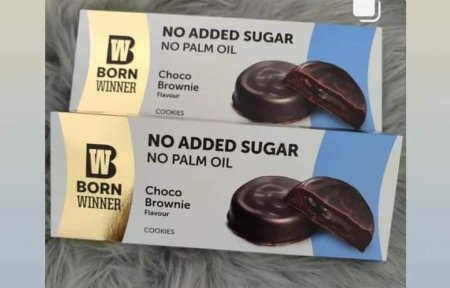 W
BORN
WINNER
NO ADDED SUGAR
NO PALM OIL
Choco
Brownie
Flavour
COOKIES
W
BORN
WINNER
NO ADDED SUGAR
NO PALM OIL
Choco
Brownie
Flavour
COOKIES